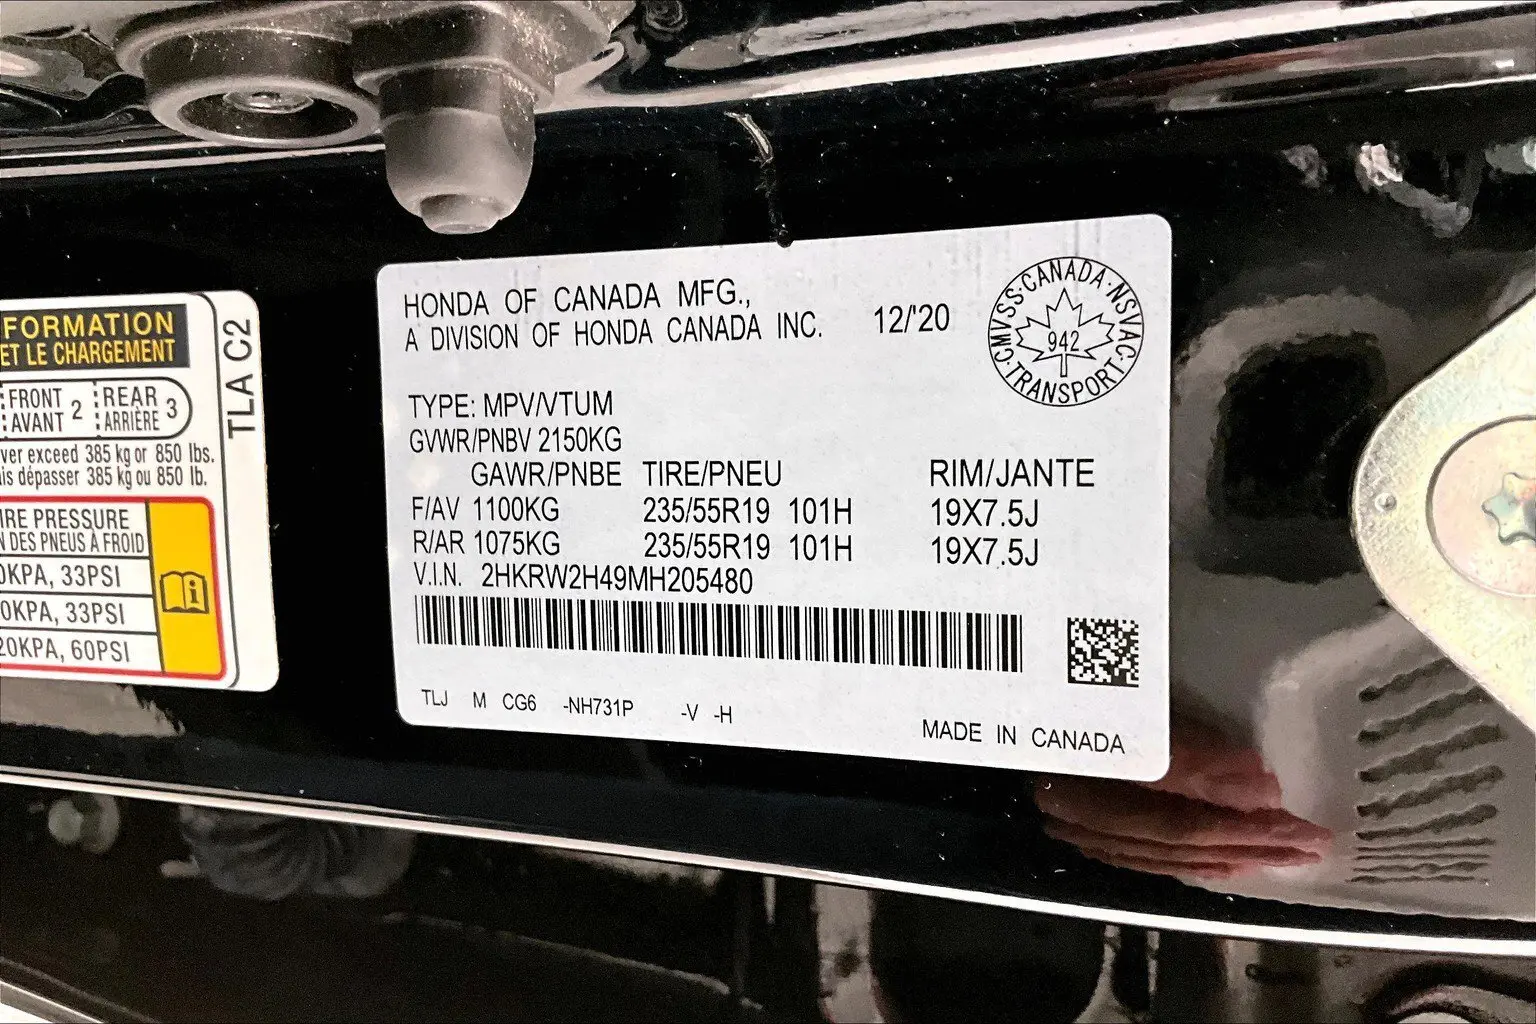 FORMATION
ET LE CHARGEMENT
FRONT 2 REAR 3
AVANT ARRIÈRE
ver exceed 385 kg or 850 lbs.
is dépasser 385 kg ou 850 lb.
IRE PRESSURE
N DES PNEUS À FROID
0KPA, 33PSI
0KPA, 33PSI
20KPA, 60PSI
TLA C2
HONDA OF CANADA MFG.,
A DIVISION OF HONDA CANADA INC. 12/'20
CMVSS·CANADA·NSVAC·TRANSPORT·
942
TYPE: MPV/VTUM
GVWR/PNBV 2150KG
GAWR/PNBE TIRE/PNEU RIM/JANTE
F/AV 1100KG 235/55R19 101H 19X7.5J
R/AR 1075KG 235/55R19 101H 19X7.5J
V.I.N. 2HKRW2H49MH205480
TLJ M CG6 -NH731P -V -H
MADE IN CANADA